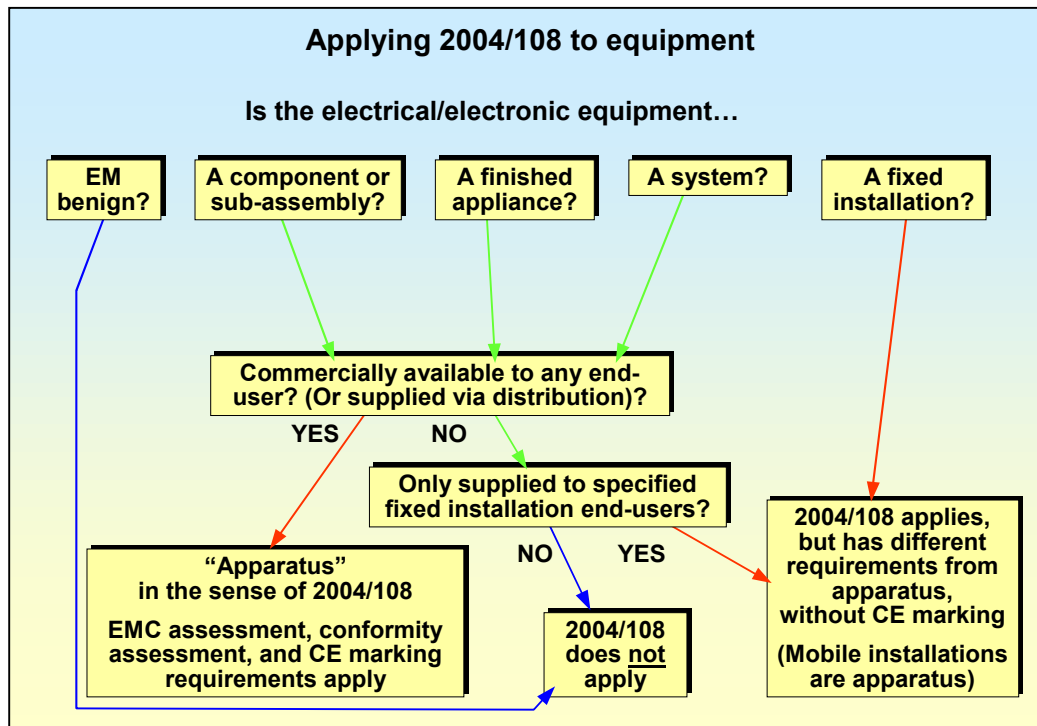 Applying 2004/108 to equipment
Is the electrical/electronic equipment…
EM
benign?
A component or
sub-assembly?
A finished
appliance?
A system?
A fixed
installation?
Commercially available to any end-
user? (Or supplied via distribution)?
YES
NO
Only supplied to specified
fixed installation end-users?
NO
YES
“Apparatus”
in the sense of 2004/108
EMC assessment, conformity
assessment, and CE marking
requirements apply
2004/108
does not
apply
2004/108 applies,
but has different
requirements from
apparatus,
without CE marking
(Mobile installations
are apparatus)